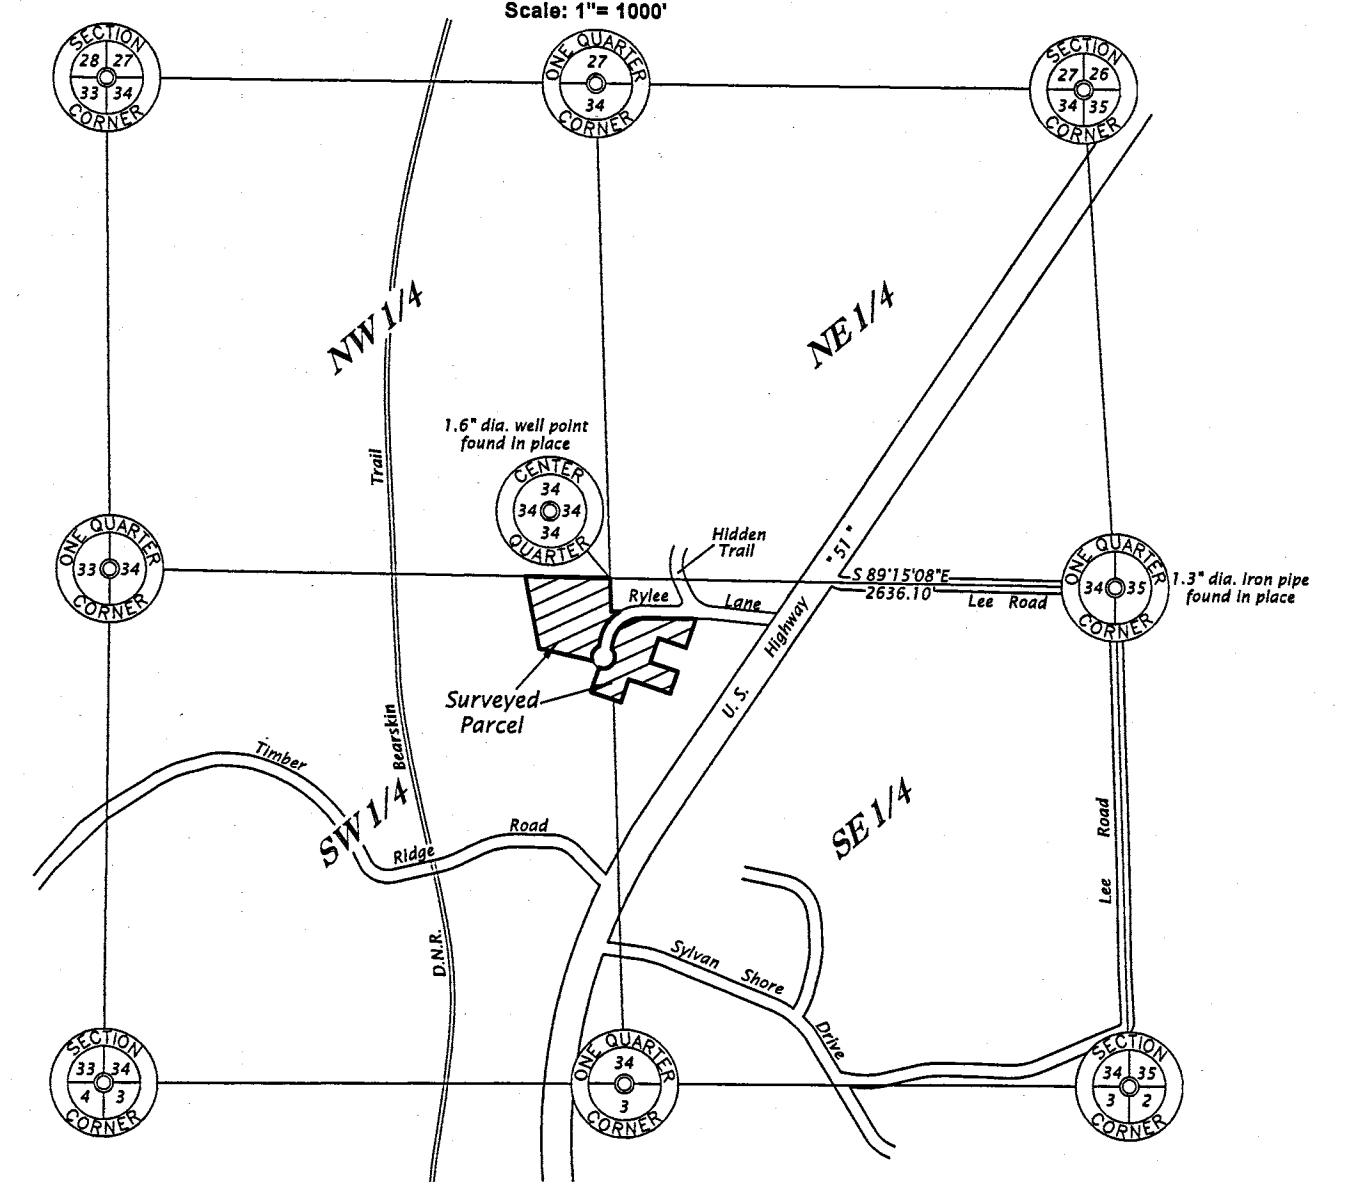 Scale: 1"= 1000'
SECTION
28 27
33 34
CORNER
ONE QUARTER
27
34
CORNER
SECTION
27 26
34 35
CORNER
NW 1/4
NE 1/4
1.6" dia. well point
found in place
Trail
CENTER
34
34 34
34
QUARTER
Hidden
Trail
"51"
ONE QUARTER
33 34
CORNER
S 89°15'08"E
2636.10'
Lee Road
ONE QUARTER
34 35
CORNER
1.3" dia. iron pipe
found in place
Rylee Lane
Highway
U. S.
Surveyed
Parcel
Bearskin
Timber
SW 1/4
Ridge
Road
SE 1/4
Road
Lee
D.N.R.
Sylvan
Shore
Drive
SECTION
33 34
4 3
CORNER
ONE QUARTER
34
3
CORNER
SECTION
34 35
3 2
CORNER